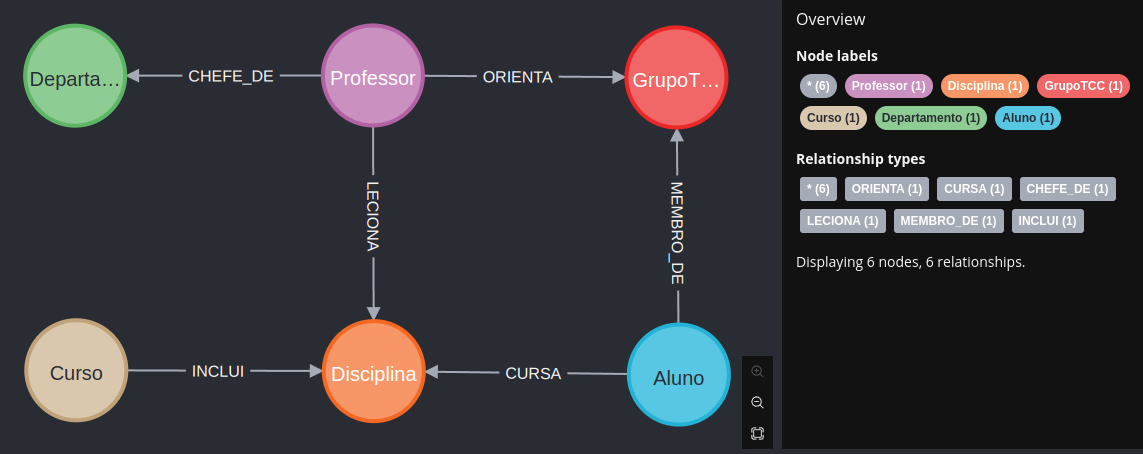 Departa...
CHEFE_DE
Professor
ORIENTA
GrupoT...
LECIONA
MEMBRO_DE
Curso
INCLUI
Disciplina
CURSA
Aluno
Overview
Node labels
* (6) Professor (1) Disciplina (1) GrupoTCC (1)
Curso (1) Departamento (1) Aluno (1)
Relationship types
* (6) ORIENTA (1) CURSA (1) CHEFE_DE (1)
LECIONA (1) MEMBRO_DE (1) INCLUI (1)
Displaying 6 nodes, 6 relationships.